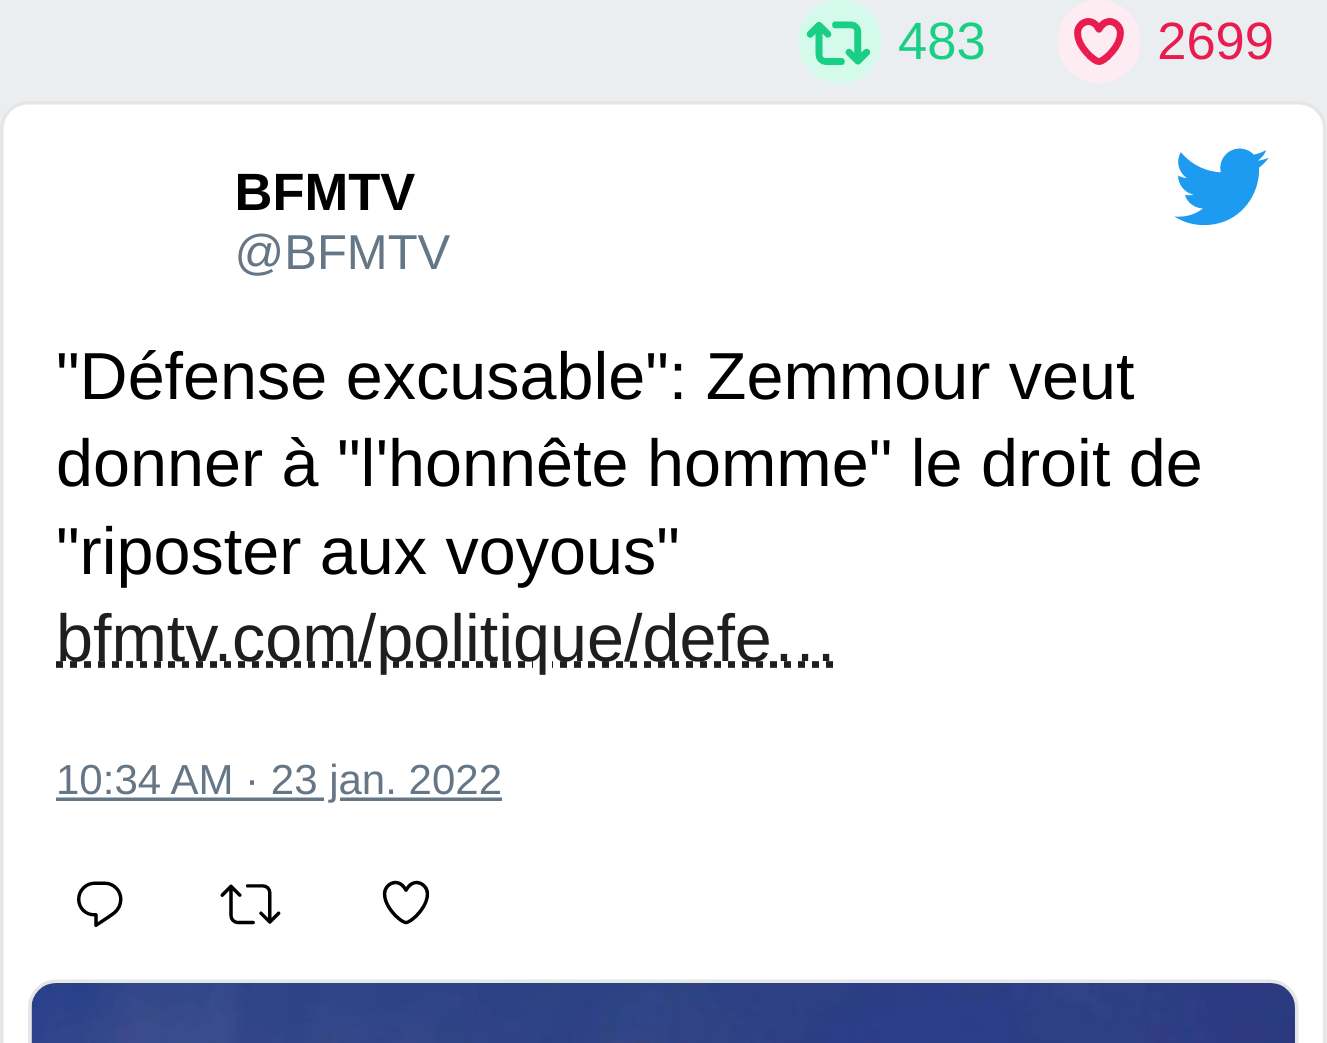 483 2699
BFMTV
@BFMTV
"Défense excusable": Zemmour veut
donner à "l'honnête homme" le droit de
"riposter aux voyous"
bfmtv.com/politique/defe...
10:34 AM · 23 jan. 2022